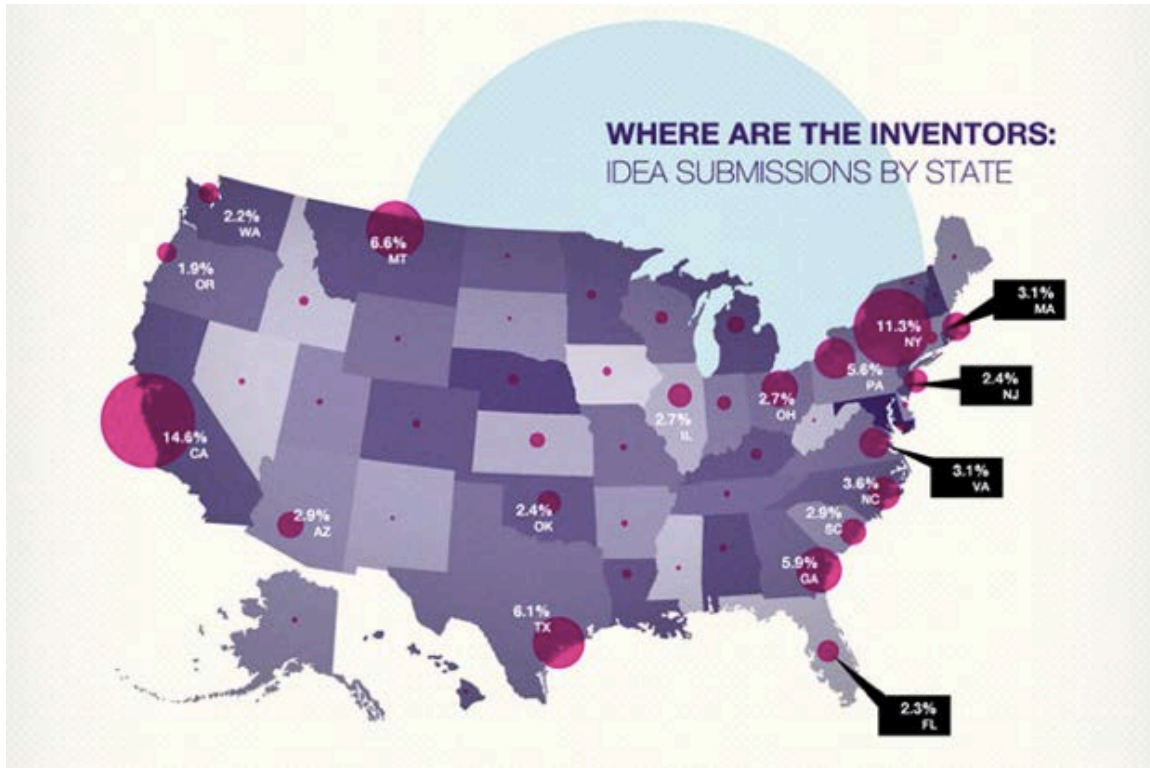 WHERE ARE THE INVENTORS:
IDEA SUBMISSIONS BY STATE
2.2%
WA
6.6%
MT
1.9%
OR
3.1%
MA
11.3%
NY
5.6%
PA
2.4%
NJ
2.7%
OH
2.7%
IL
14.6%
CA
3.1%
VA
3.6%
NC
2.9%
AZ
2.4%
OK
2.9%
SC
5.9%
GA
6.1%
TX
2.3%
FL